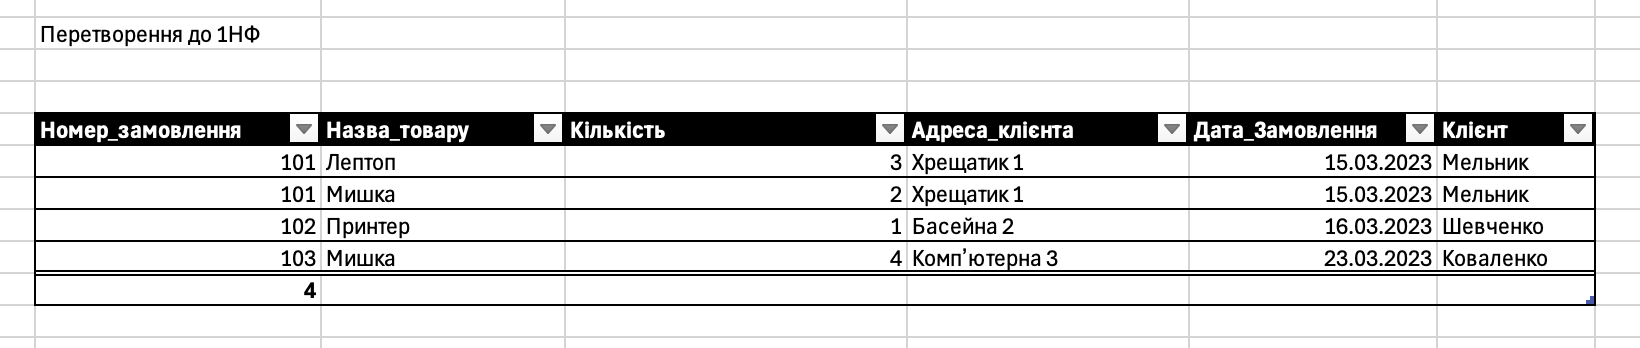 Перетворення до 1НФ
Номер_замовлення Назва_товару Кількість Адреса_клієнта Дата_Замовлення Клієнт
101 Лептоп 3 Хрещатик 1 15.03.2023 Мельник
101 Мишка 2 Хрещатик 1 15.03.2023 Мельник
102 Принтер 1 Басейна 2 16.03.2023 Шевченко
103 Мишка 4 Комп’ютерна 3 23.03.2023 Коваленко
4